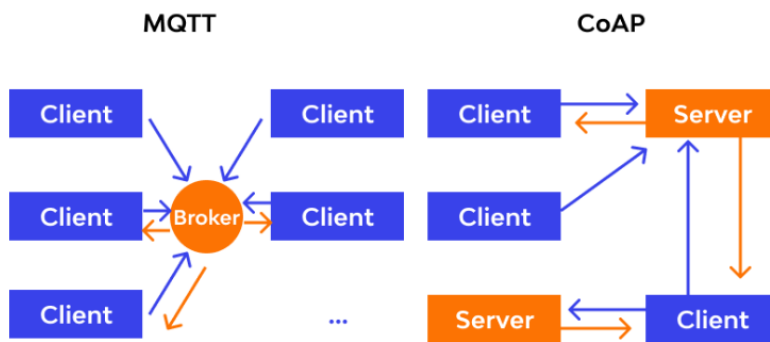 MQTT
CoAP
Client
Client
Client
Server
Client
Broker
Client
Client
Client
...
Server
Client